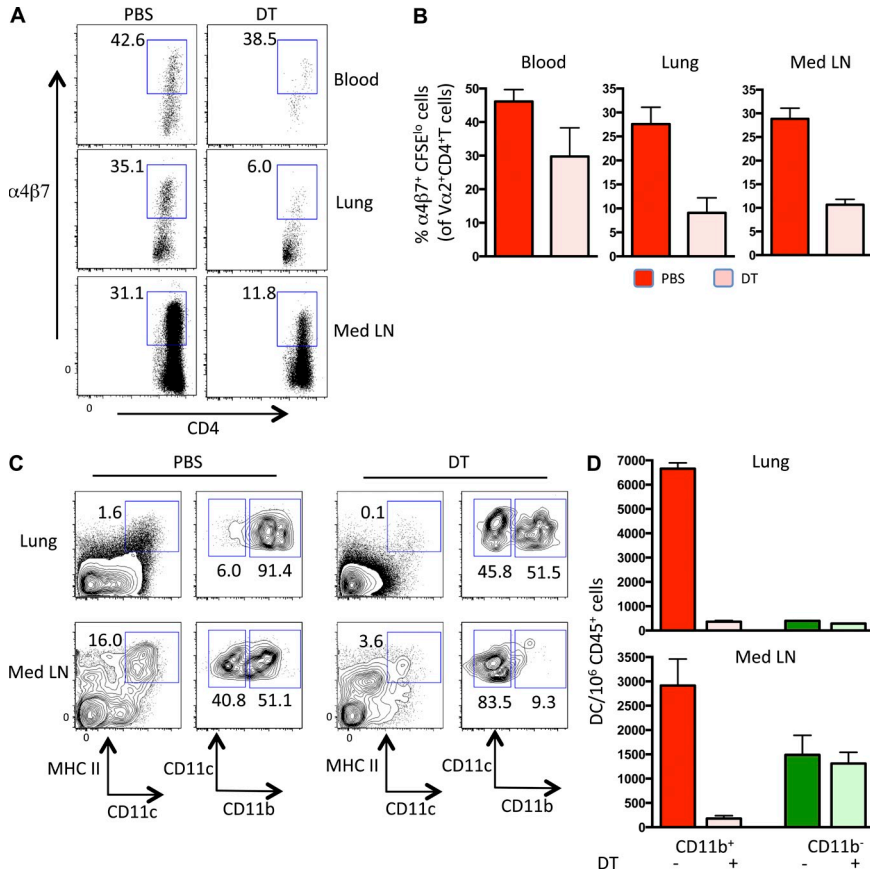 A
PBS DT
42.6 38.5
Blood
35.1 6.0
α4β7
Lung
31.1 11.8
Med LN
0
0
CD4
B
Blood Lung Med LN
% α4β7⁺ CFSEˡᵒ cells
(of Vα2⁺CD4⁺T cells)
50 35 35
40 30 30
30 25 25
20 20 20
10 15 15
0 10 10
5 5
0 0
PBS DT
C
PBS DT
Lung
1.6 0.1
6.0 91.4 45.8 51.5
Med LN
16.0 3.6
40.8 51.1 83.5 9.3
0 0
0 0
MHC II CD11c MHC II CD11c
CD11c CD11b CD11c CD11b
D
Lung
7000
6000
5000
4000
3000
2000
1000
0
DC/10⁶ CD45⁺ cells
Med LN
3500
3000
2500
2000
1500
1000
500
0
CD11b⁺ CD11b⁻
DT - + - +